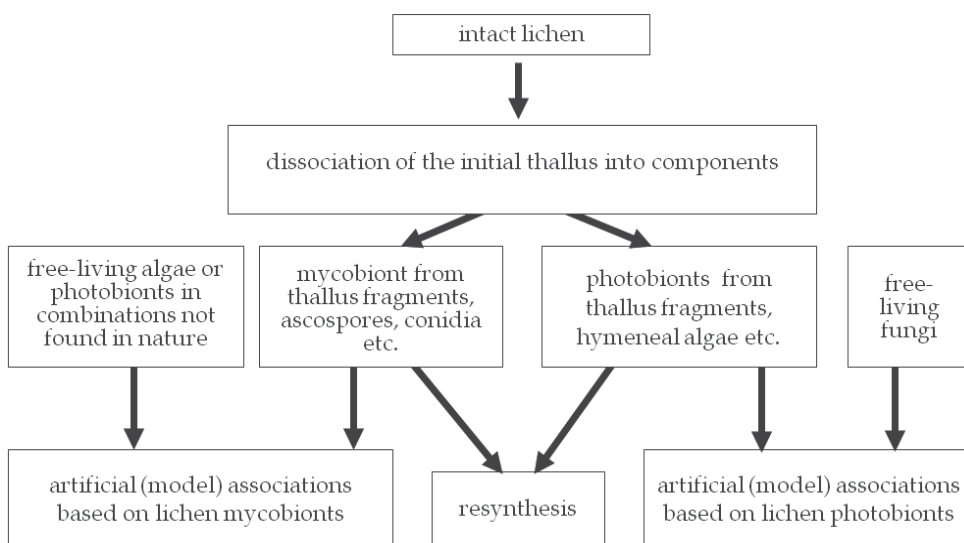 intact lichen
dissociation of the initial thallus into components
free-living algae or
photobionts in
combinations not
found in nature
mycobiont from
thallus fragments,
ascospores, conidia
etc.
photobionts from
thallus fragments,
hymeneal algae etc.
free-
living
fungi
artificial (model) associations
based on lichen mycobionts
resynthesis
artificial (model) associations
based on lichen photobionts